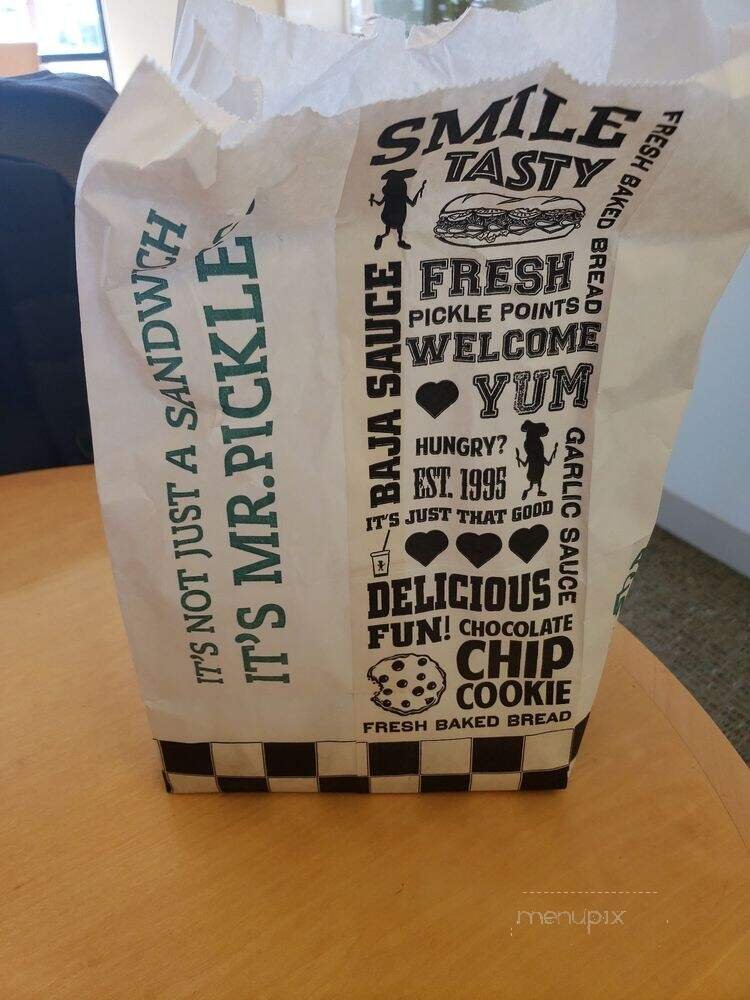 IT'S NOT JUST A SANDWICH
IT'S MR.PICKLE
SMILE
TASTY
FRESH BAKED BREAD
BAJA SAUCE
FRESH
PICKLE POINTS
WELCOME
YUM
HUNGRY?
EST. 1995
GARLIC SAUCE
IT'S JUST THAT GOOD
DELICIOUS
FUN!
CHOCOLATE
CHIP
COOKIE
FRESH BAKED BREAD
menupix